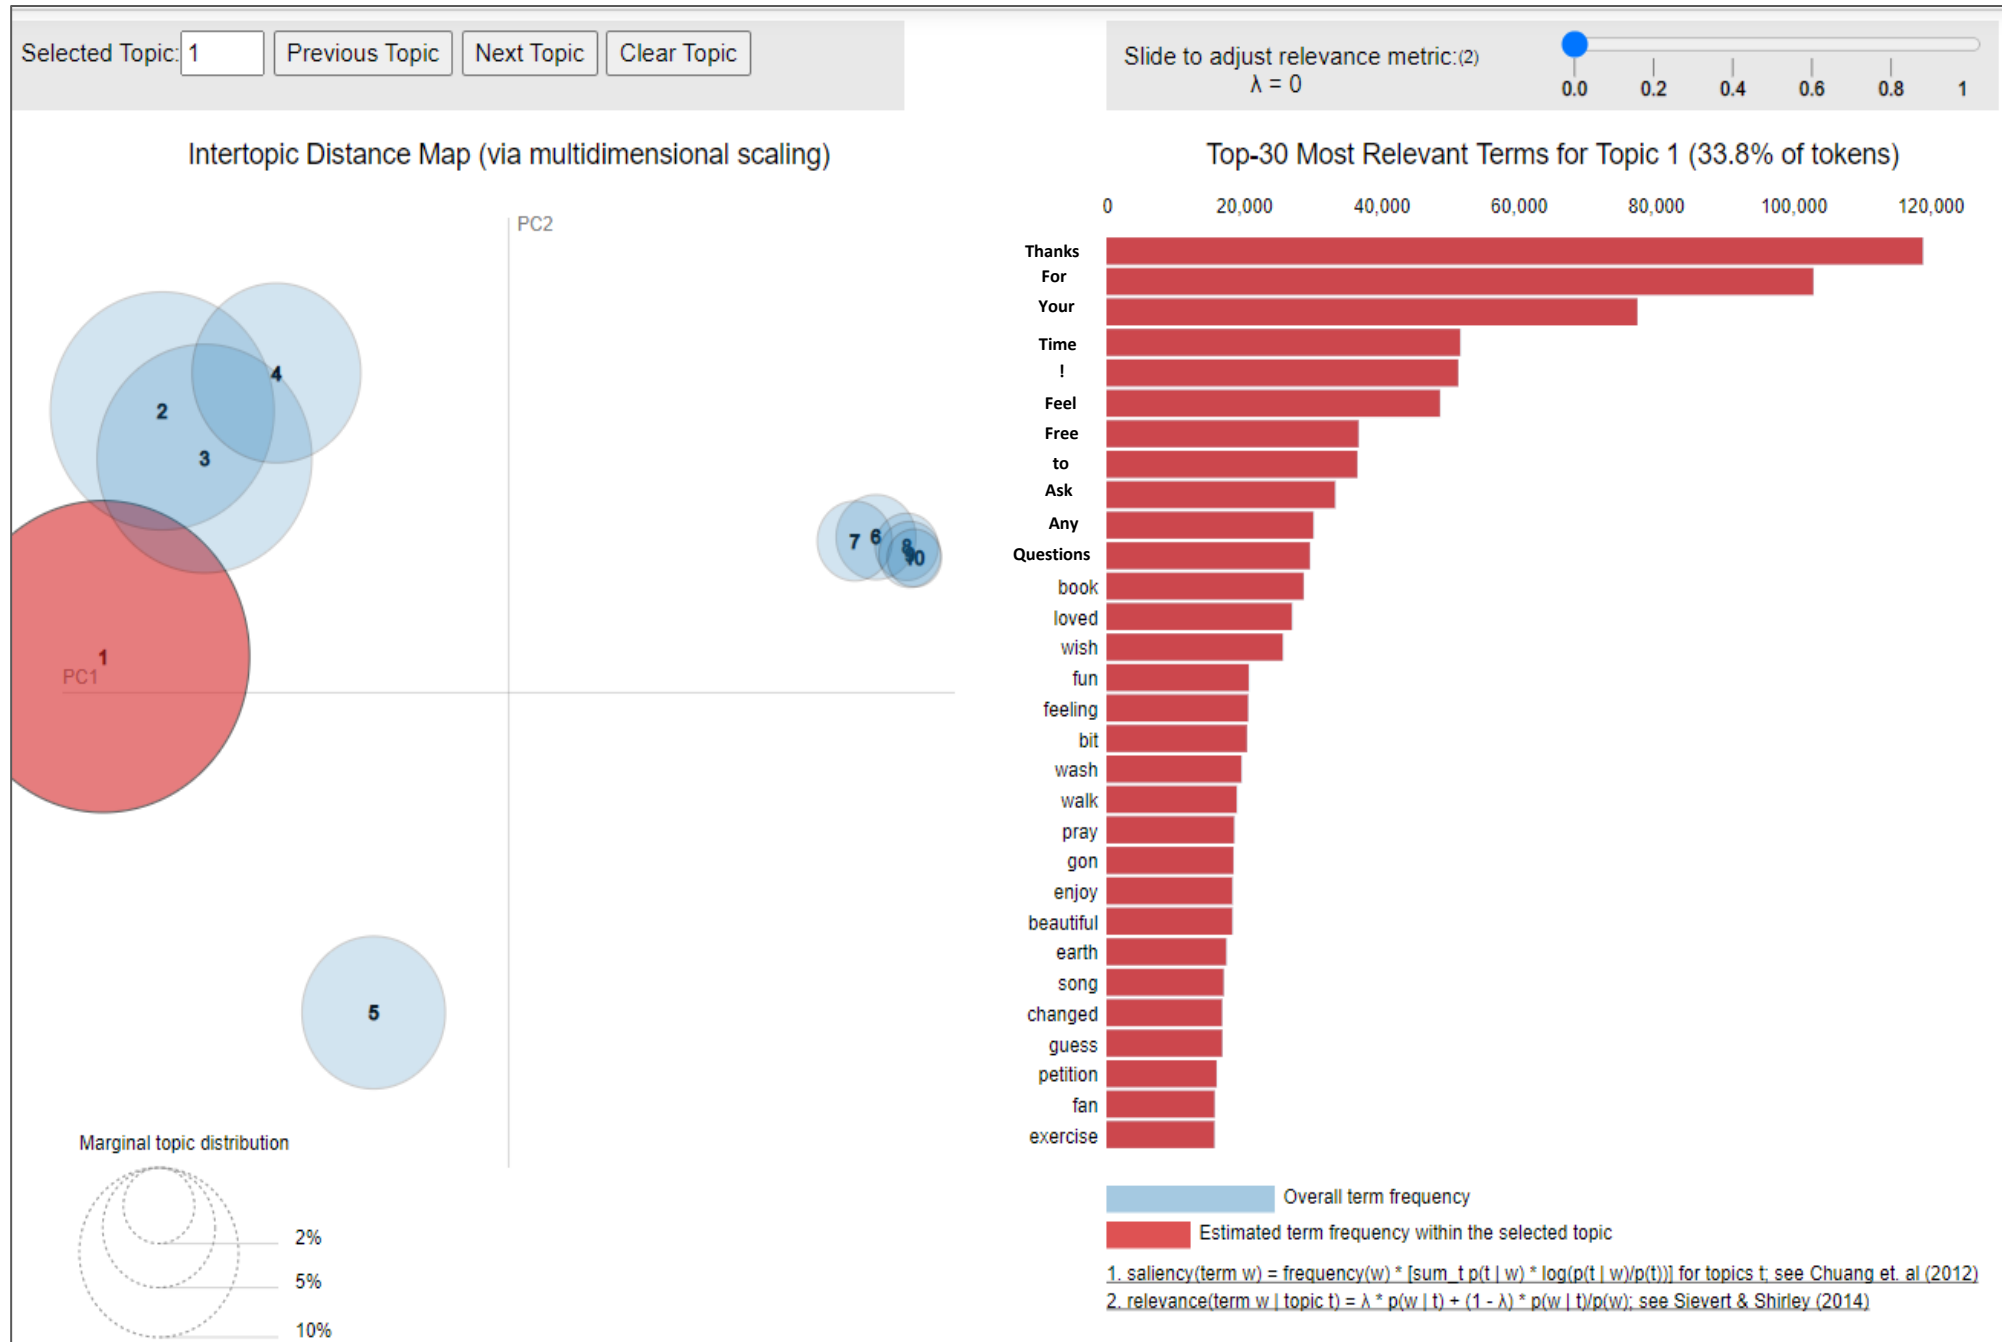 Selected Topic: 1 Previous Topic Next Topic Clear Topic
Slide to adjust relevance metric:(2)
λ = 0
0.0 0.2 0.4 0.6 0.8 1
Intertopic Distance Map (via multidimensional scaling)
PC2
4
2
3
7 6 8
9
10
1
PC1
5
Marginal topic distribution
2%
5%
10%
Top-30 Most Relevant Terms for Topic 1 (33.8% of tokens)
0 20,000 40,000 60,000 80,000 100,000 120,000
Thanks
For
Your
Time
!
Feel
Free
to
Ask
Any
Questions
book
loved
wish
fun
feeling
bit
wash
walk
pray
gon
enjoy
beautiful
earth
song
changed
guess
petition
fan
exercise
Overall term frequency
Estimated term frequency within the selected topic
1. saliency(term w) = frequency(w) * [sum_t p(t | w) * log(p(t | w)/p(t))] for topics t; see Chuang et. al (2012)
2. relevance(term w | topic t) = λ * p(w | t) + (1 - λ) * p(w | t)/p(w); see Sievert & Shirley (2014)